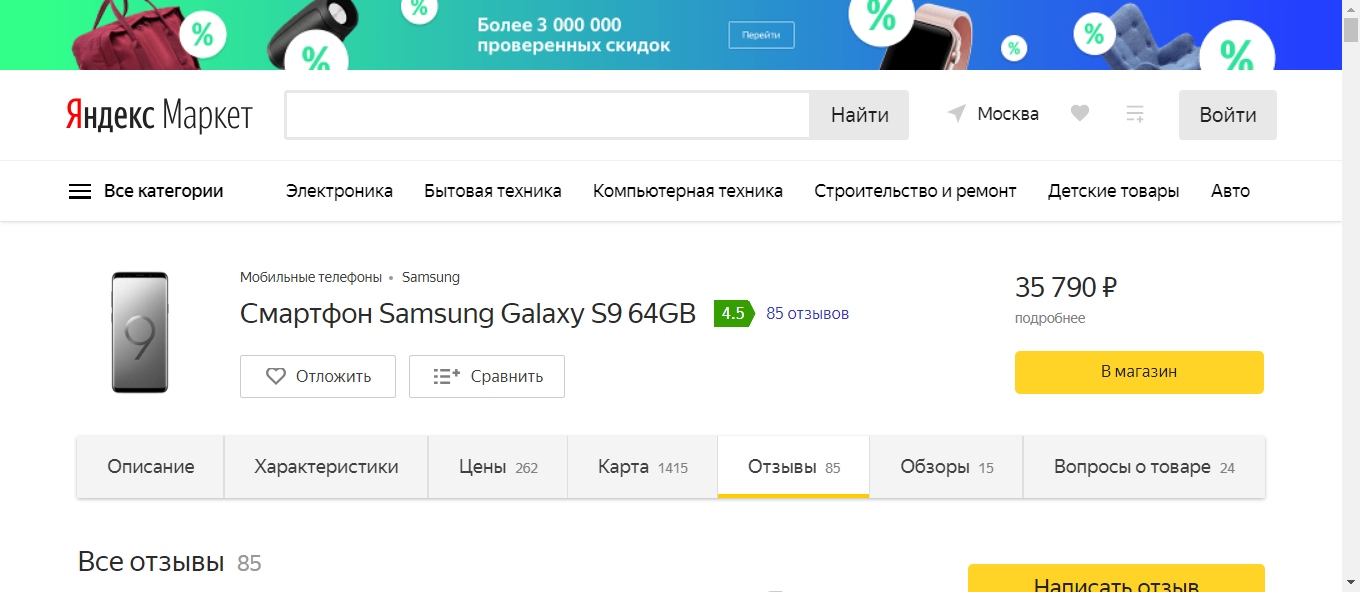 %
%
%
Более 3 000 000
проверенных скидок
Перейти
%
%
%
%
Яндекс Маркет
Найти
Москва
Войти
Все категории
Электроника
Бытовая техника
Компьютерная техника
Строительство и ремонт
Детские товары
Авто
9
Мобильные телефоны • Samsung
Смартфон Samsung Galaxy S9 64GB
4.5
85 отзывов
Отложить
Сравнить
35 790 ₽
подробнее
В магазин
Описание
Характеристики
Цены 262
Карта 1415
Отзывы 85
Обзоры 15
Вопросы о товаре 24
Все отзывы 85
Написать отзыв